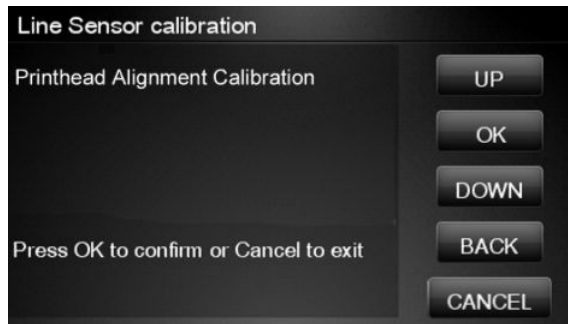 Line Sensor calibration
Printhead Alignment Calibration
Press OK to confirm or Cancel to exit
UP
OK
DOWN
BACK
CANCEL